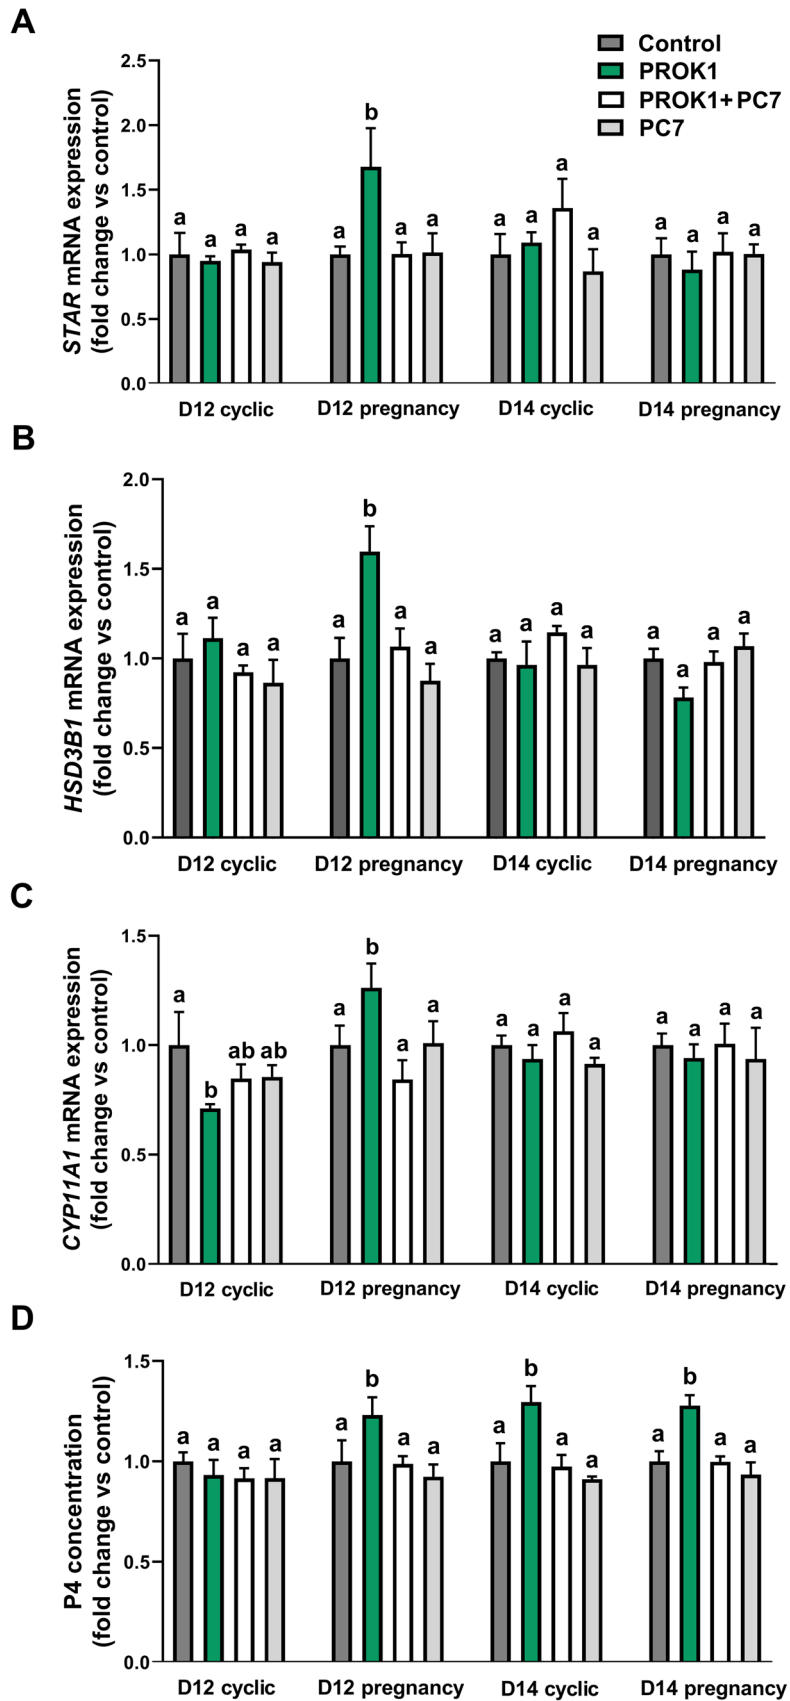 A
Control
PROK1
PROK1+PC7
PC7
STAR mRNA expression
(fold change vs control)
2.5
2.0
1.5
1.0
0.5
0.0
a a a a b a a a a a a a a a a
a
D12 cyclic D12 pregnancy D14 cyclic D14 pregnancy
B
HSD3B1 mRNA expression
(fold change vs control)
2.0
1.5
1.0
0.5
0.0
a a a a a b a a a a a a a a a a
D12 cyclic D12 pregnancy D14 cyclic D14 pregnancy
C
CYP11A1 mRNA expression
(fold change vs control)
1.5
1.0
0.5
0.0
a b ab ab a b a a a a a a a a a a
D12 cyclic D12 pregnancy D14 cyclic D14 pregnancy
D
P4 concentration
(fold change vs control)
1.5
1.0
0.5
0.0
a a a a a b a a a b a a a b a a
D12 cyclic D12 pregnancy D14 cyclic D14 pregnancy